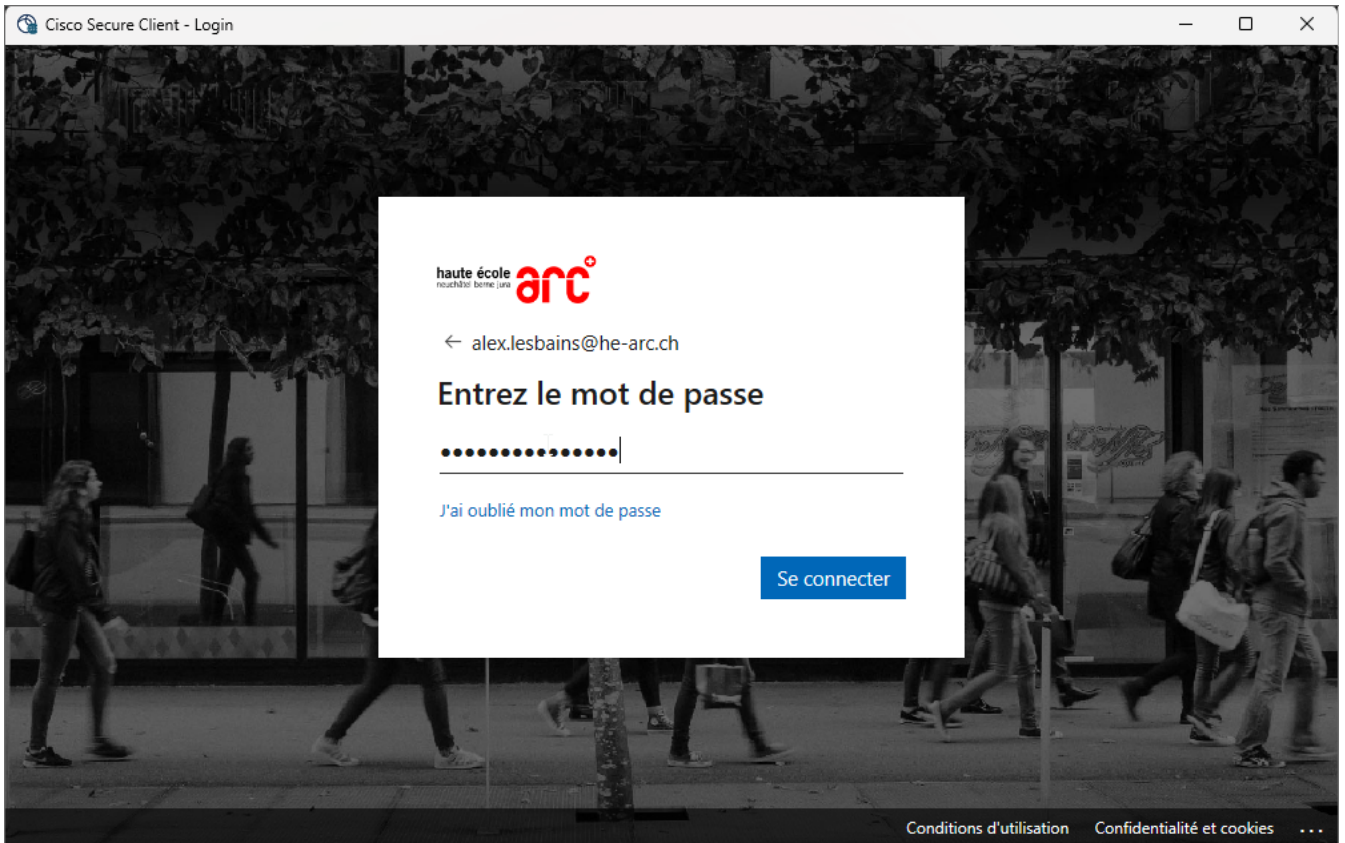 Cisco Secure Client - Login
haute école arc
neuchâtel berne jura
← alex.lesbains@he-arc.ch
Entrez le mot de passe
●●●●●●●●●●●●●●●
J'ai oublié mon mot de passe
Se connecter
Conditions d'utilisation Confidentialité et cookies ...